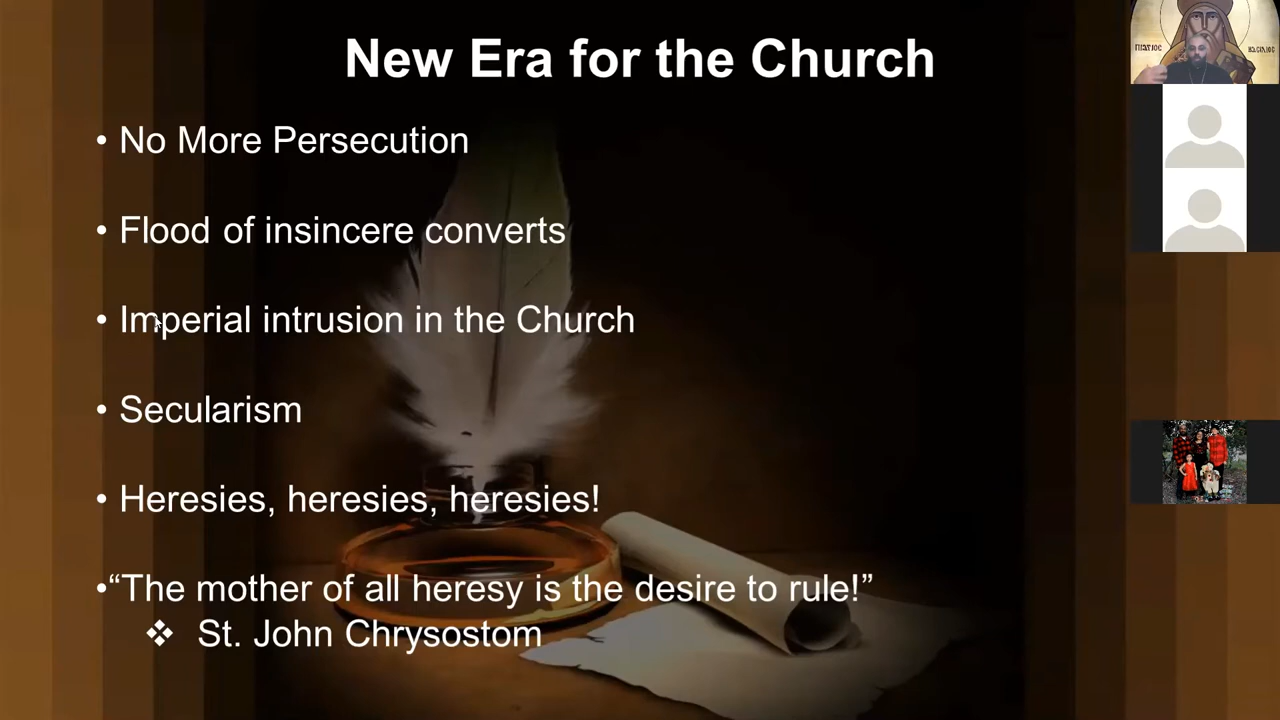 New Era for the Church
• No More Persecution
• Flood of insincere converts
• Imperial intrusion in the Church
• Secularism
• Heresies, heresies, heresies!
•“The mother of all heresy is the desire to rule!”
❖ St. John Chrysostom